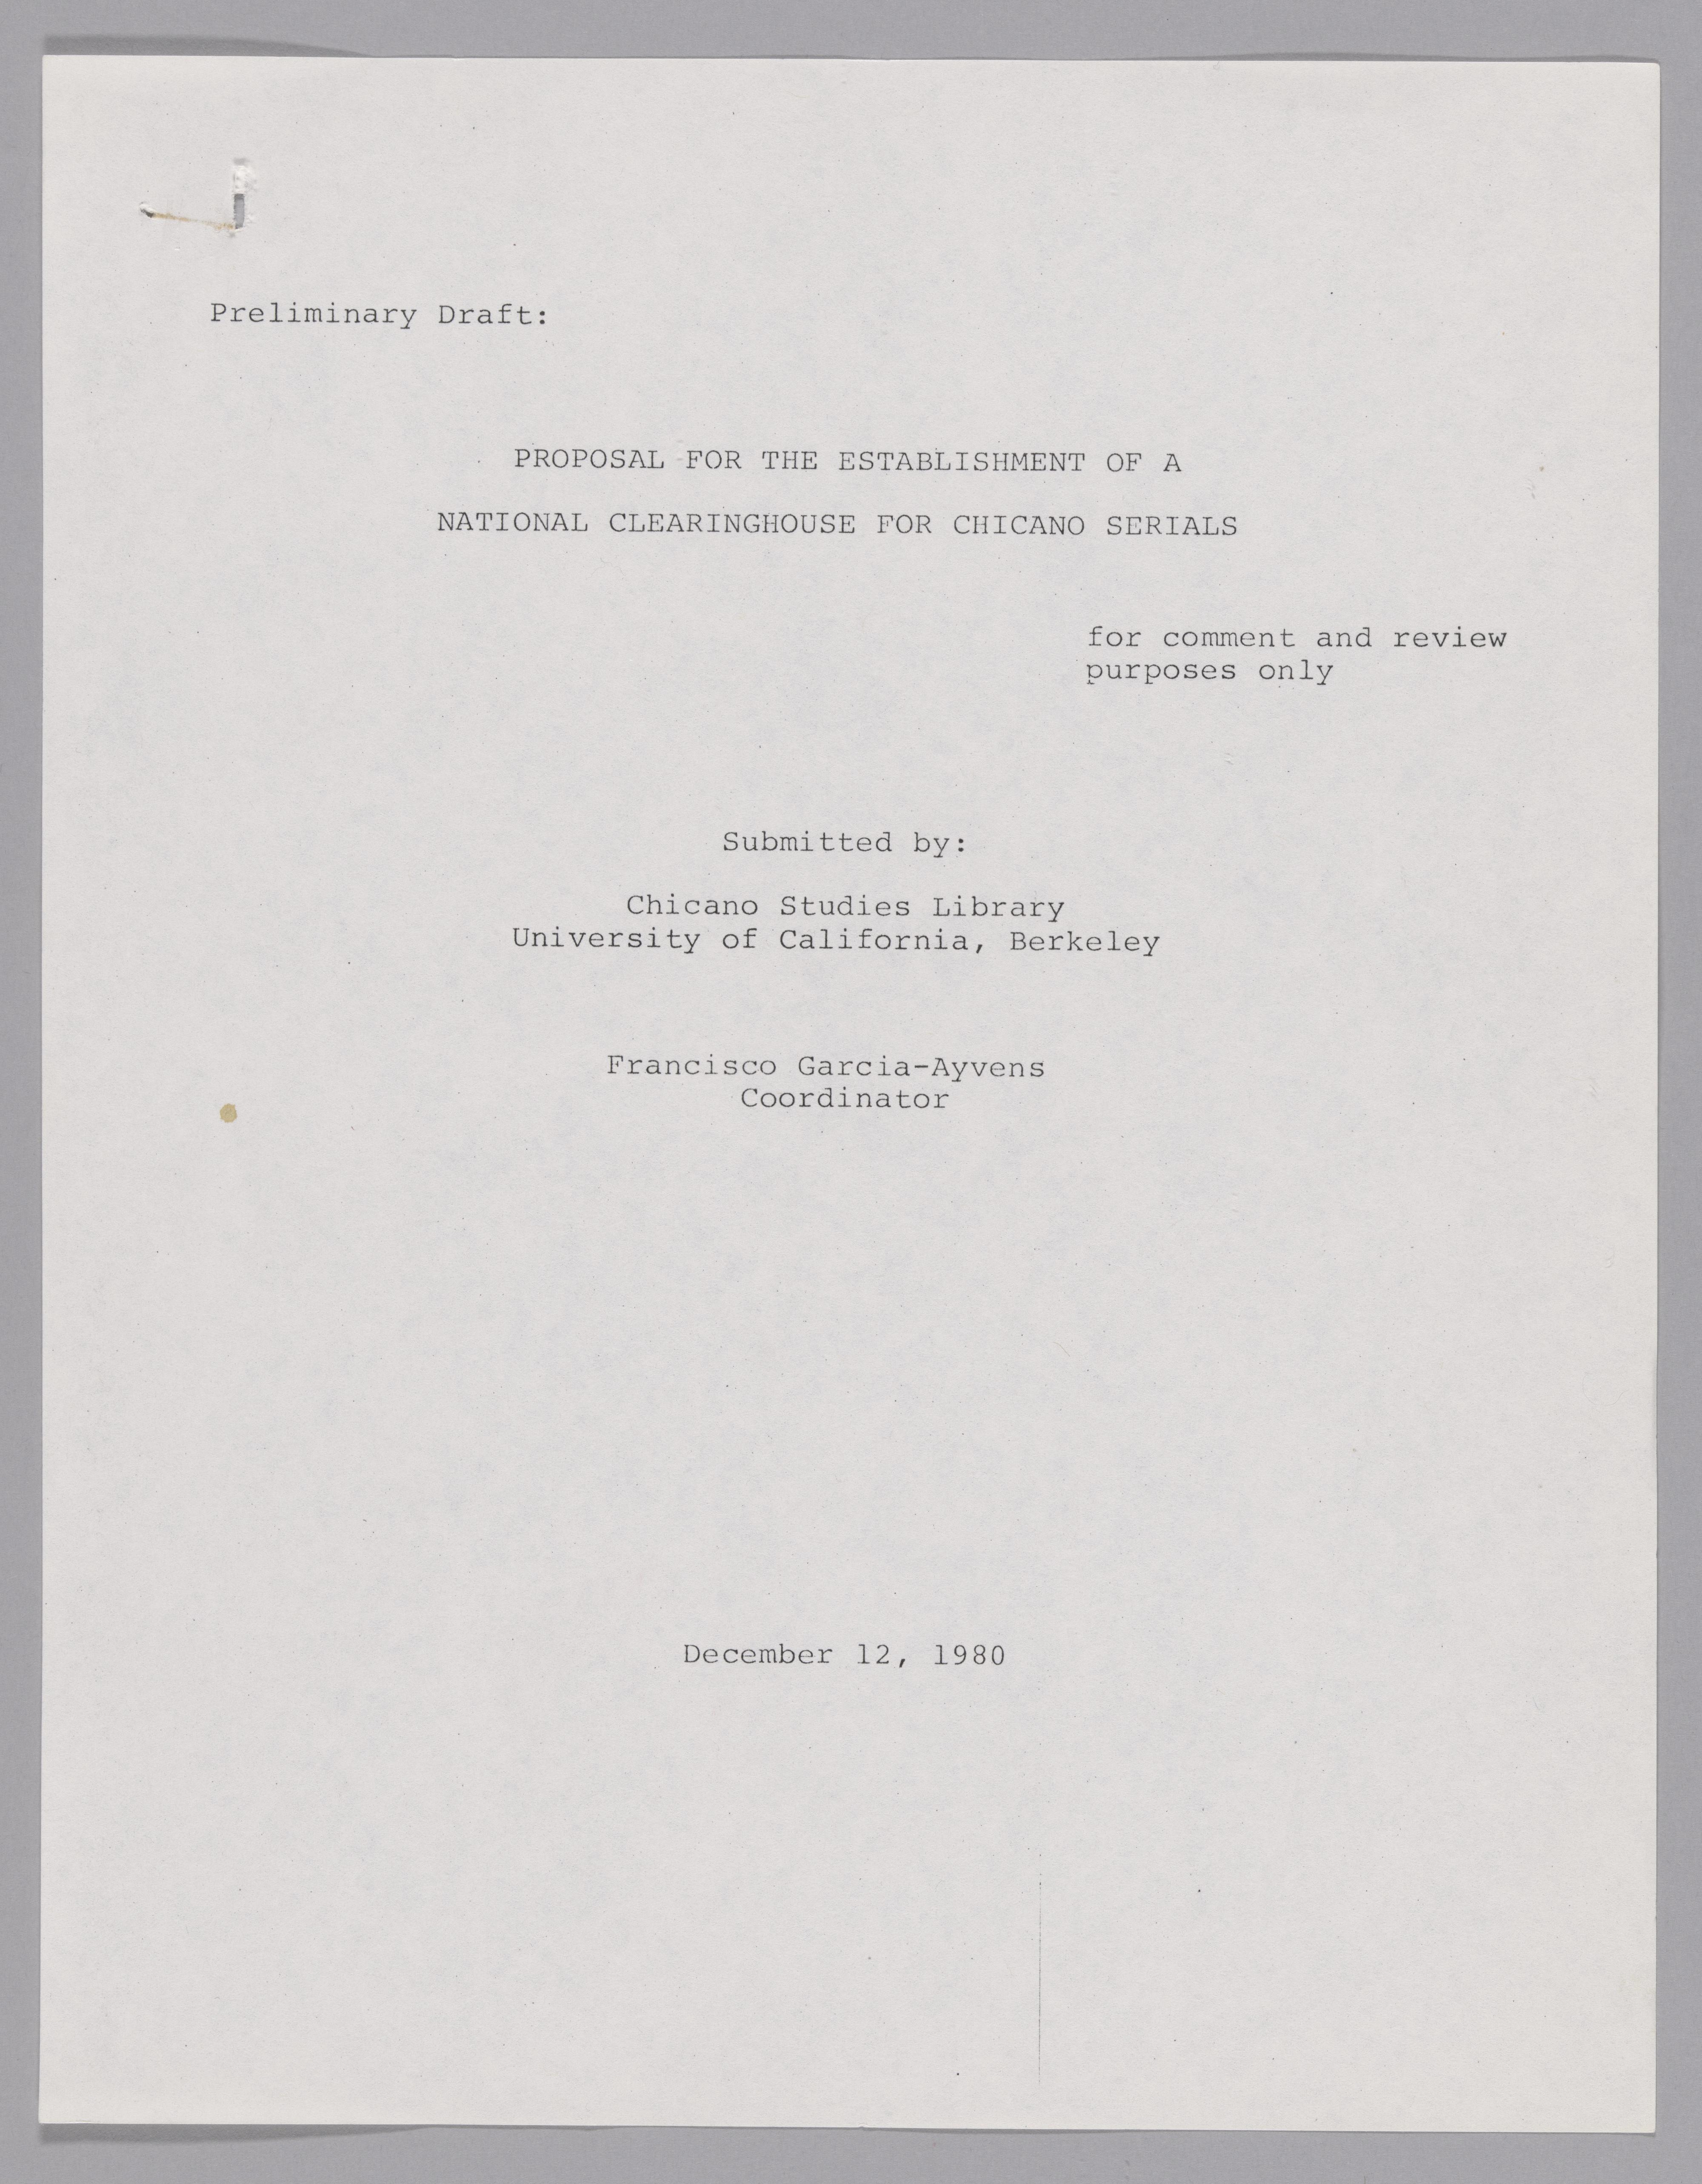 Preliminary Draft:
PROPOSAL FOR THE ESTABLISHMENT OF A
NATIONAL CLEARINGHOUSE FOR CHICANO SERIALS
for comment and review
purposes only
Submitted by:
Chicano Studies Library
University of California, Berkeley
Francisco Garcia-Ayvens
Coordinator
December 12, 1980